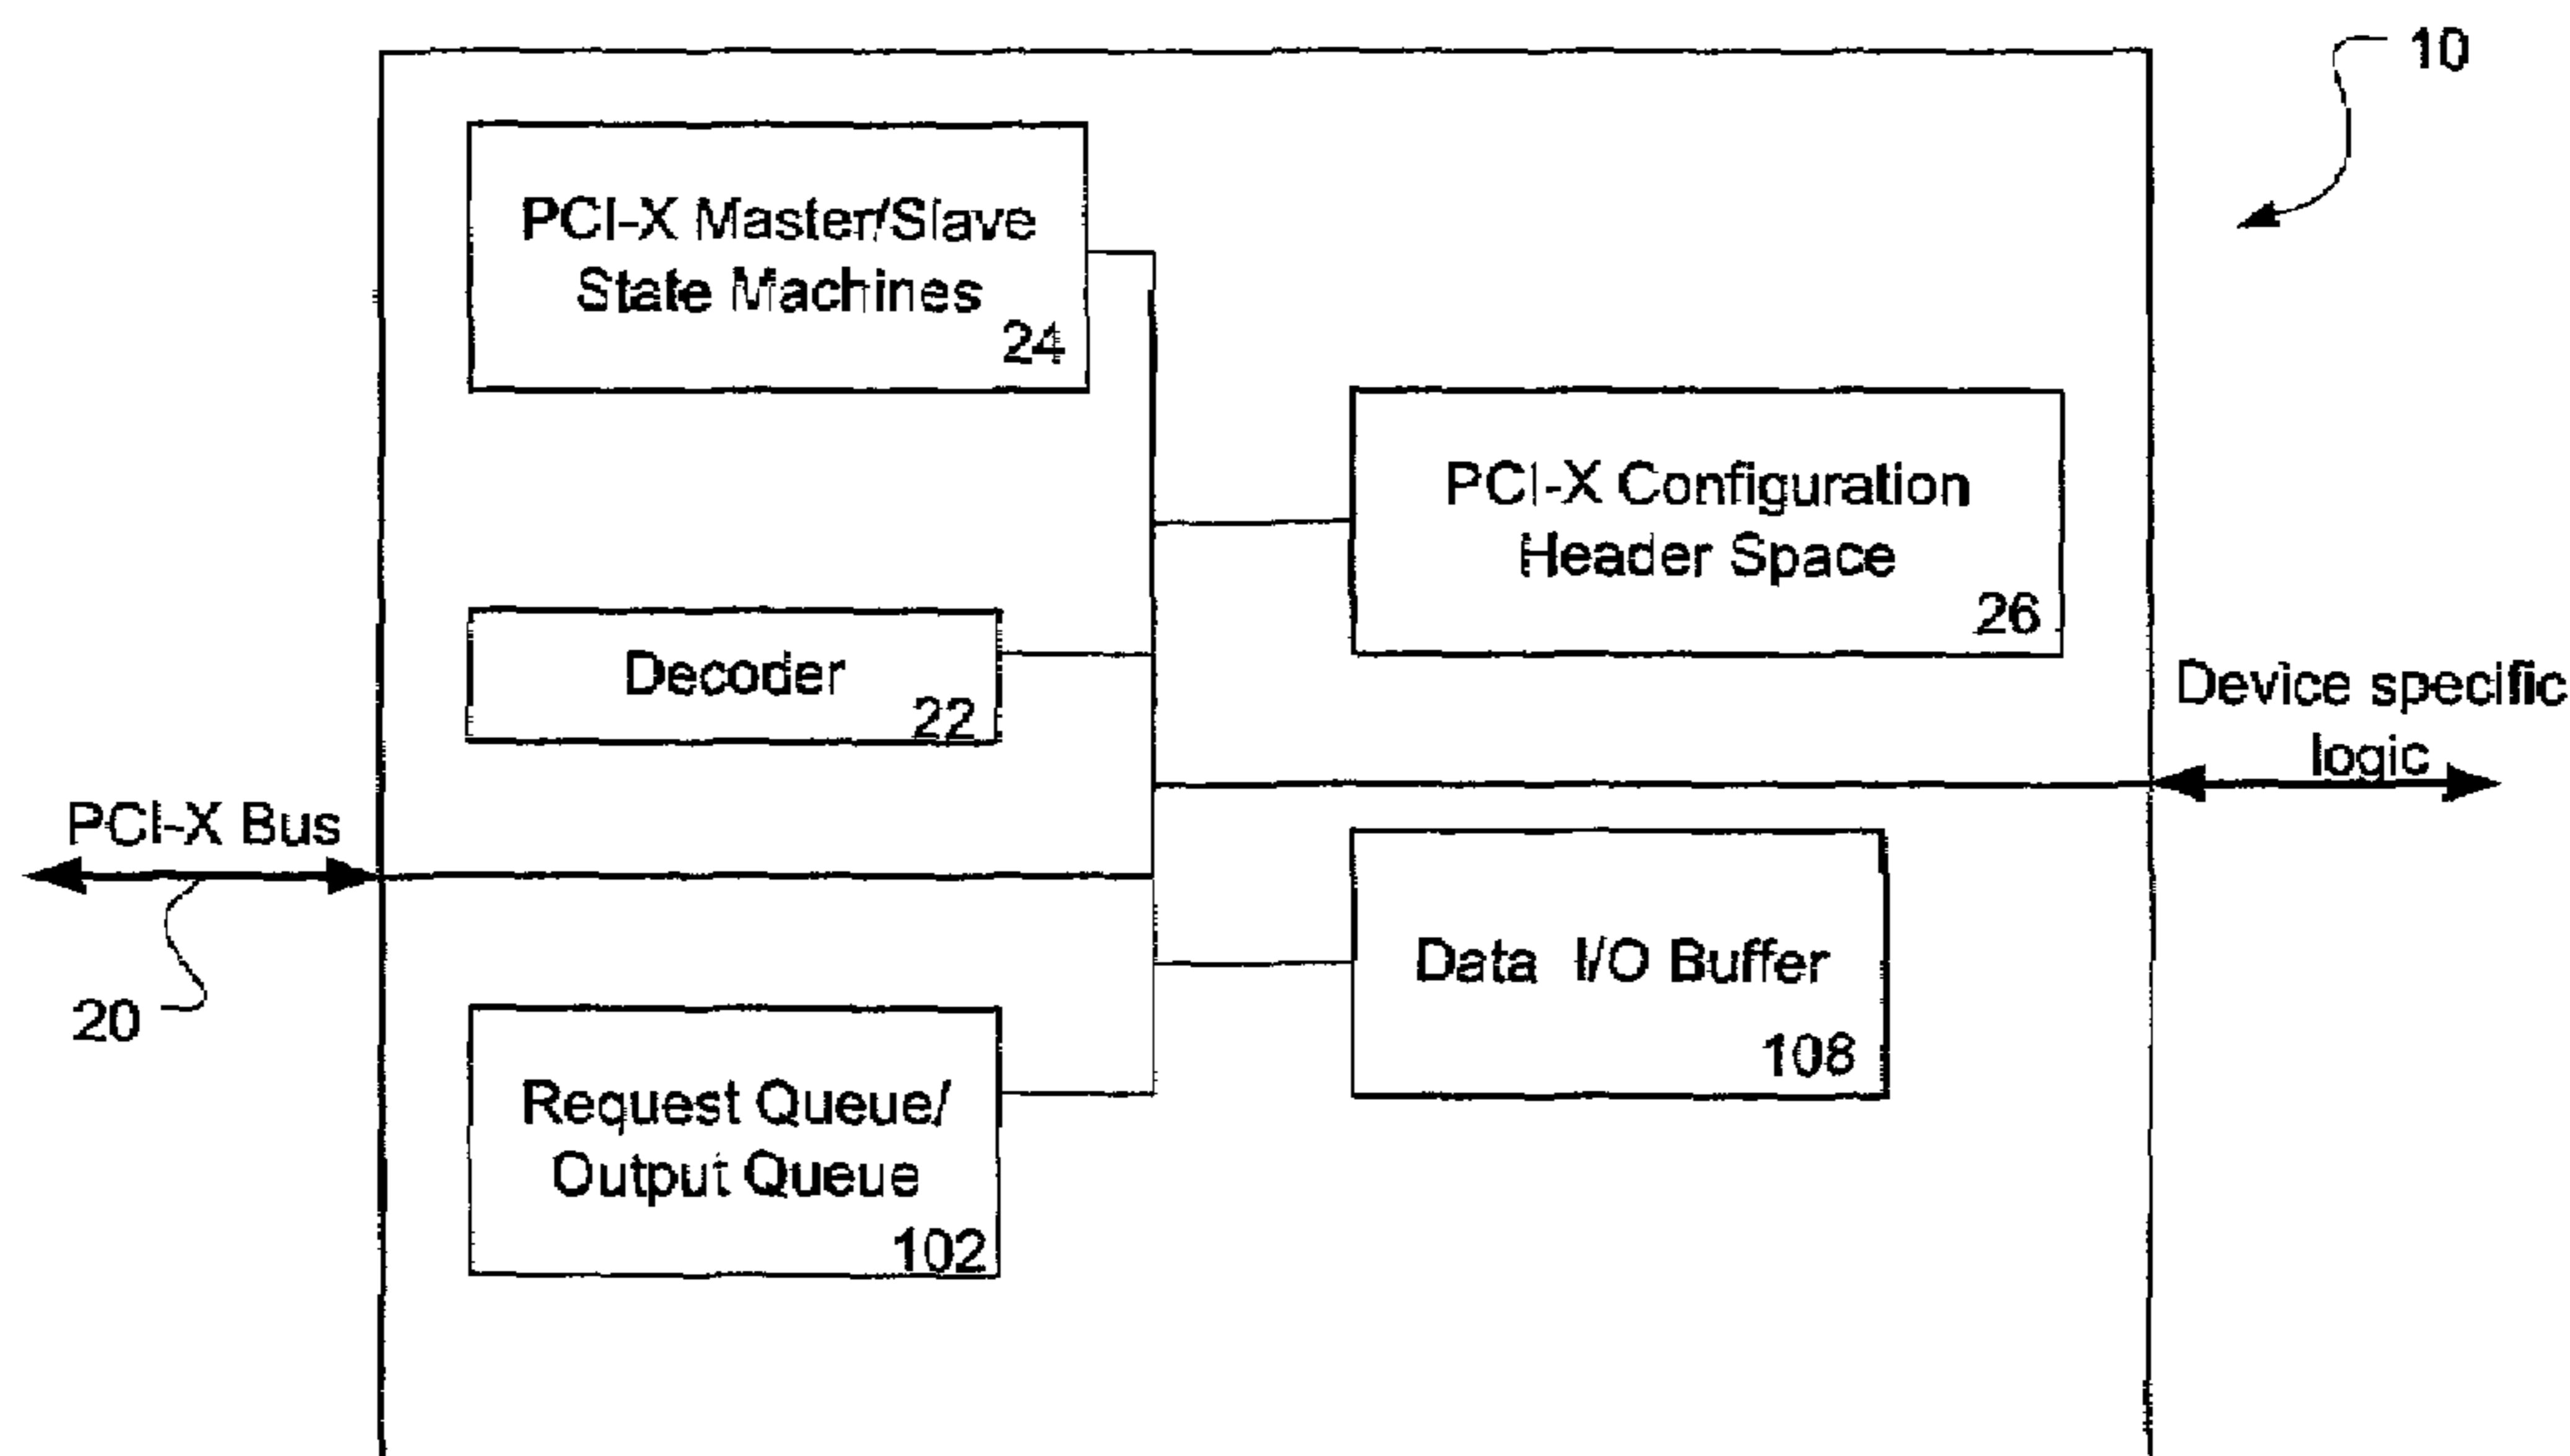 10
PCI-X Master/Slave
State Machines
24
PCI-X Configuration
Header Space
26
Decoder
22
Device specific
logic
PCI-X Bus
20
Data I/O Buffer
108
Request Queue/
Output Queue
102